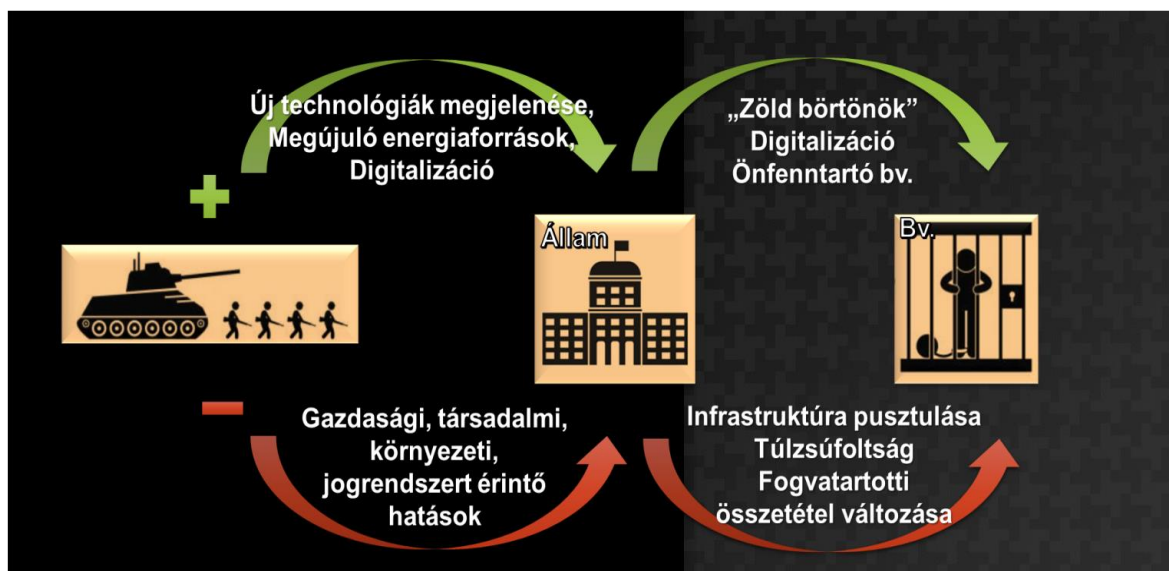 Új technológiák megjelenése,
Megújuló energiaforrások,
Digitalizáció
„Zöld börtönök”
Digitalizáció
Önfenntartó bv.
+
Állam
Bv.
-
Gazdasági, társadalmi,
környezeti,
jogrendszert érintő
hatások
Infrastruktúra pusztulása
Túlzsúfoltság
Fogvatartotti
összetétel változása